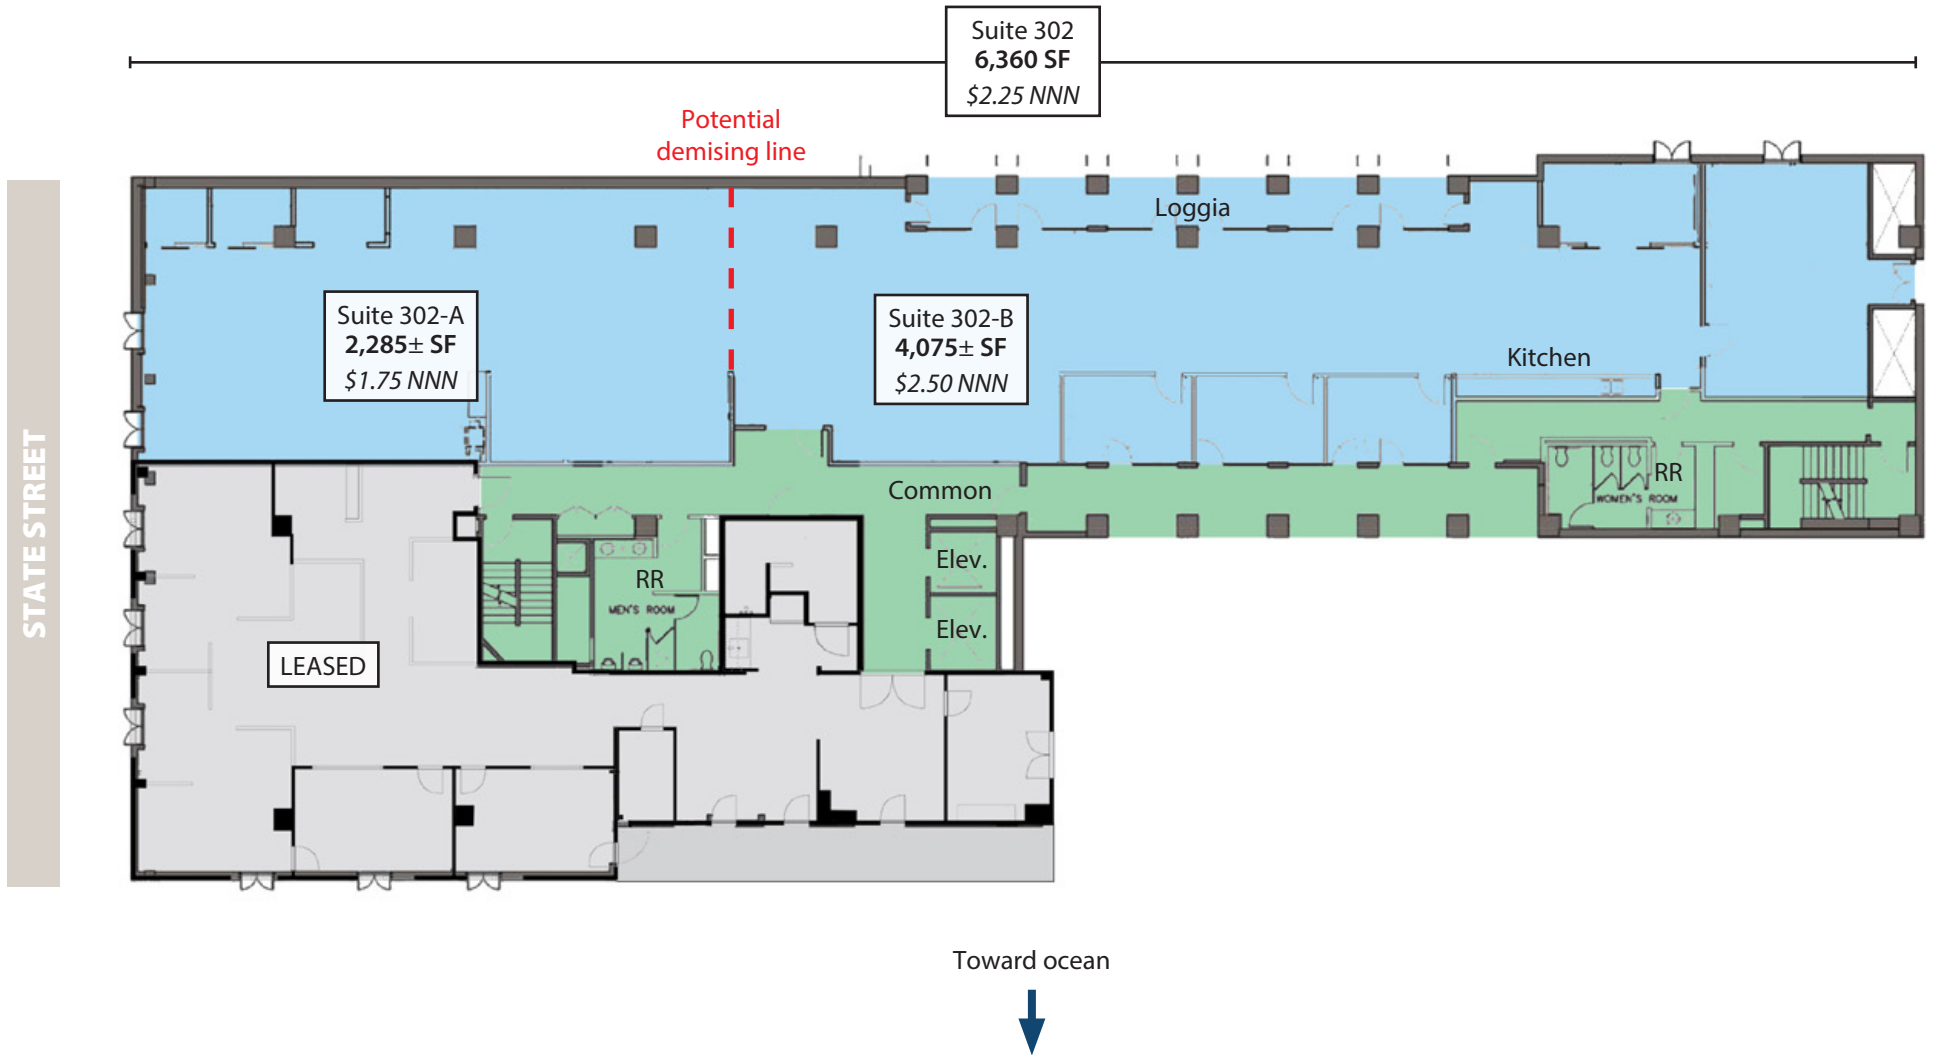 Suite 302
6,360 SF
$2.25 NNN
Potential
demising line
Loggia
Suite 302-A
2,285± SF
$1.75 NNN
Suite 302-B
4,075± SF
$2.50 NNN
Kitchen
STATE STREET
Common
RR
WOMEN'S ROOM
Elev.
RR
MEN'S ROOM
Elev.
LEASED
Toward ocean